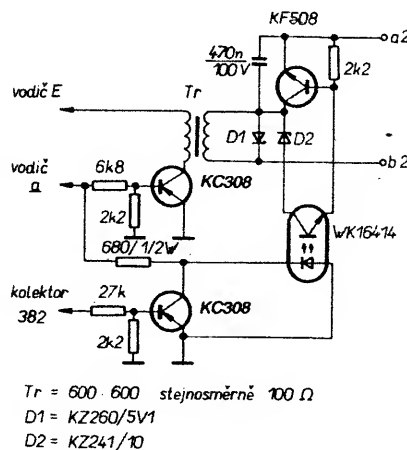 KF508
a2
470n
100V
2k2
vodič E
Tr
D1
D2
b2
vodič
a
6k8
KC308
2k2
680/1/2W
WK16414
kolektor
382
27k
KC308
2k2
Tr = 600 : 600 stejnosměrně 100 Ω
D1 = KZ260/5V1
D2 = KZ241/10